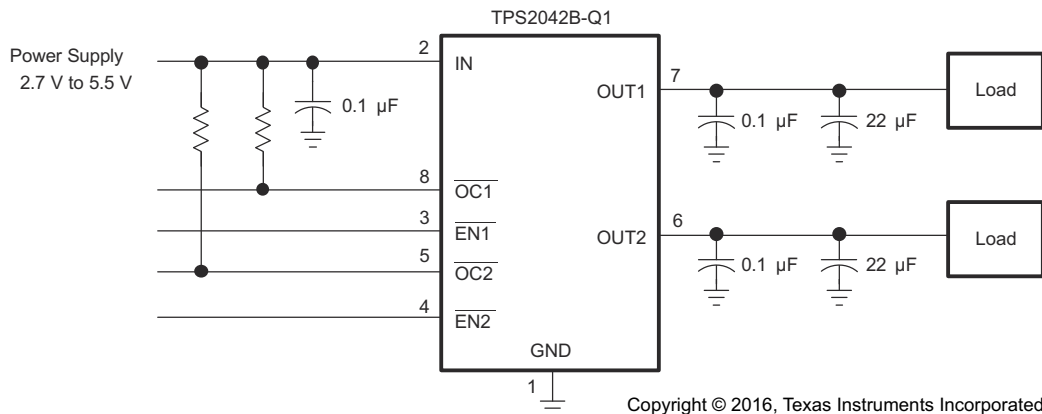 TPS2042B-Q1
Power Supply
2.7 V to 5.5 V
2
IN
0.1 µF
7
OUT1
0.1 µF
22 µF
Load
8
OC1
3
EN1
5
OC2
4
EN2
6
OUT2
0.1 µF
22 µF
Load
GND
1
Copyright © 2016, Texas Instruments Incorporated